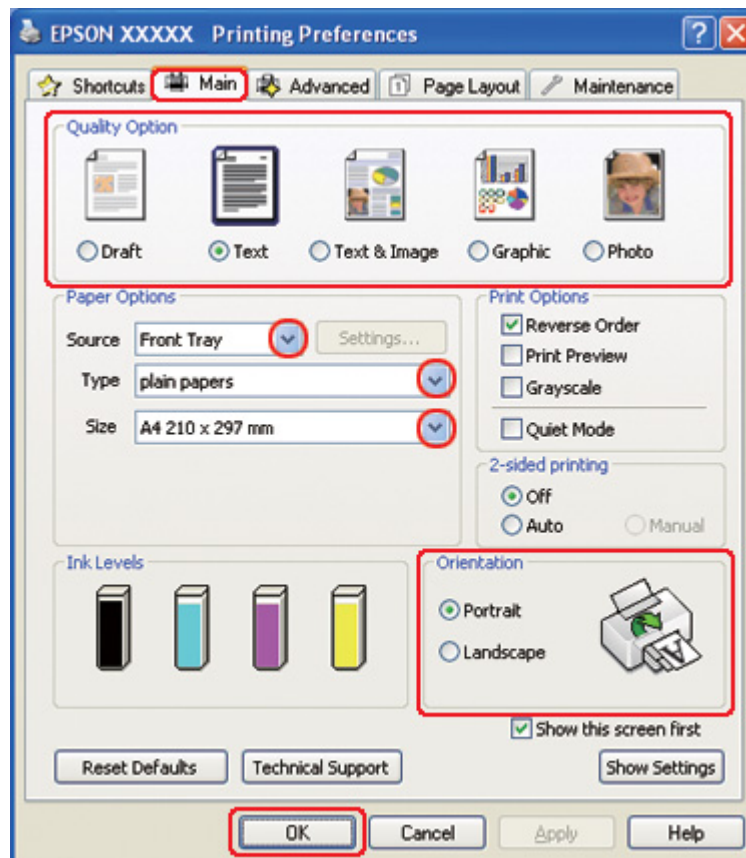 EPSON XXXXX Printing Preferences
Shortcuts Main Advanced Page Layout Maintenance
Quality Option
Draft Text Text & Image Graphic Photo
Paper Options
Source Front Tray Settings...
Type plain papers
Size A4 210 x 297 mm
Print Options
Reverse Order
Print Preview
Grayscale
Quiet Mode
2-sided printing
Off
Auto Manual
Ink Levels
Orientation
Portrait
Landscape
Show this screen first
Reset Defaults Technical Support Show Settings
OK Cancel Apply Help